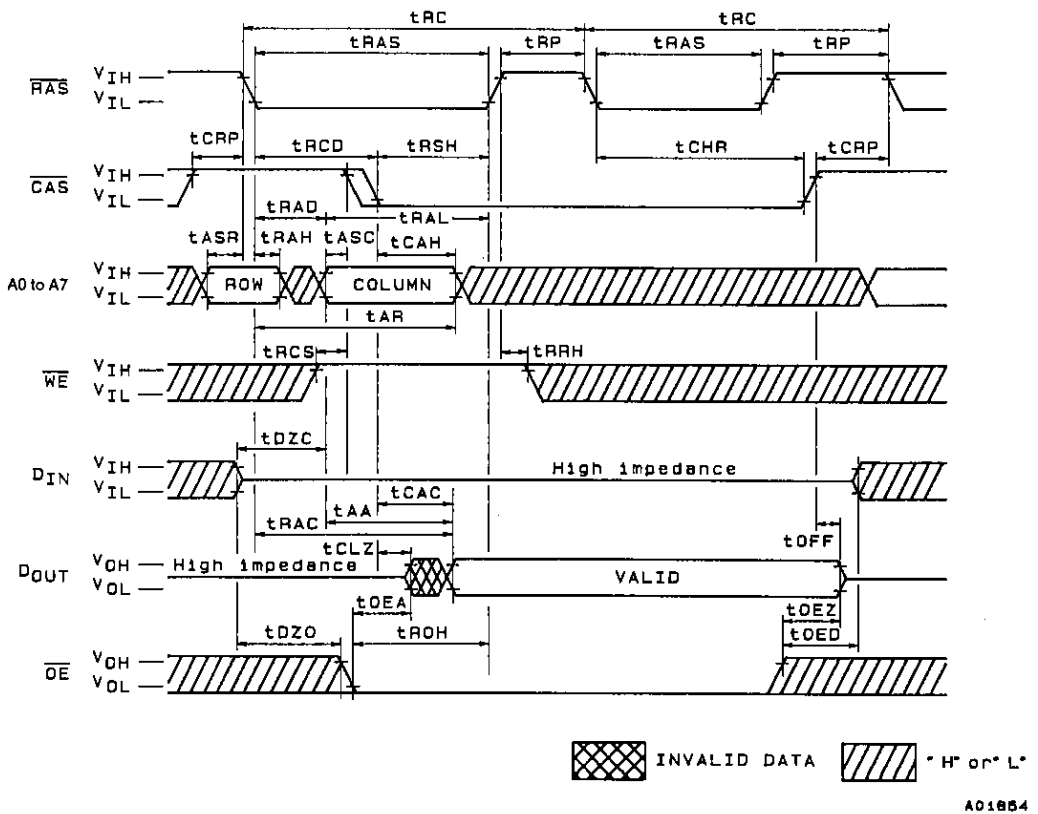 tRC tRC
tRAS tRP tRAS tRP
RAS VIH
VIL
tCRP tRCD tRSH tCHR tCRP
CAS VIH
VIL
tRAD tRAL
tASR tRAH tASC tCAH
A0 to A7 VIH
VIL
ROW COLUMN
tAR
tRCS tRRH
WE VIH
VIL
tDZC
DIN VIH
VIL
High impedance
tCAC
tAA
tRAC
tOFF
tCLZ
DOUT VOH
VOL
High impedance
VALID
tOEA tOEZ
tDZO tROH tOED
OE VOH
VOL
INVALID DATA "H" or "L"
A01854